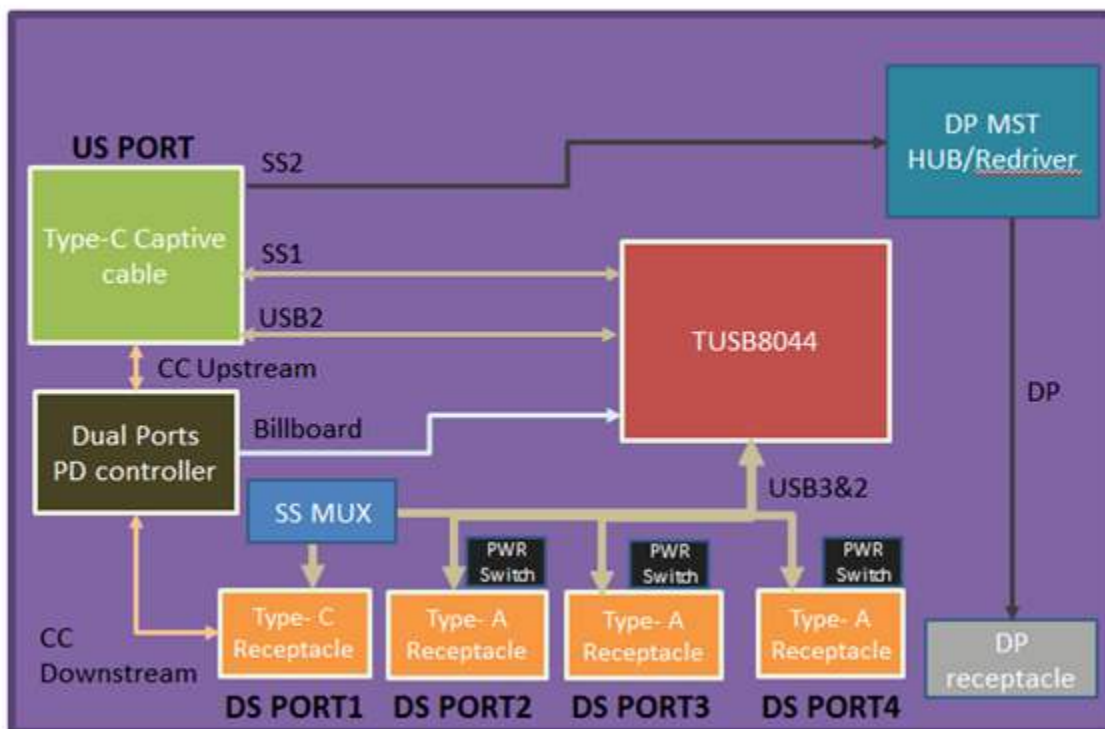 US PORT
SS2
DP MST
HUB/Redriver
Type-C Captive
cable
SS1
USB2
TUSB8044
CC Upstream
DP
Dual Ports
PD controller
Billboard
USB3&2
SS MUX
PWR
Switch
PWR
Switch
PWR
Switch
Type- C
Receptacle
Type- A
Receptacle
Type- A
Receptacle
Type- A
Receptacle
CC
Downstream
DP
receptacle
DS PORT1
DS PORT2
DS PORT3
DS PORT4